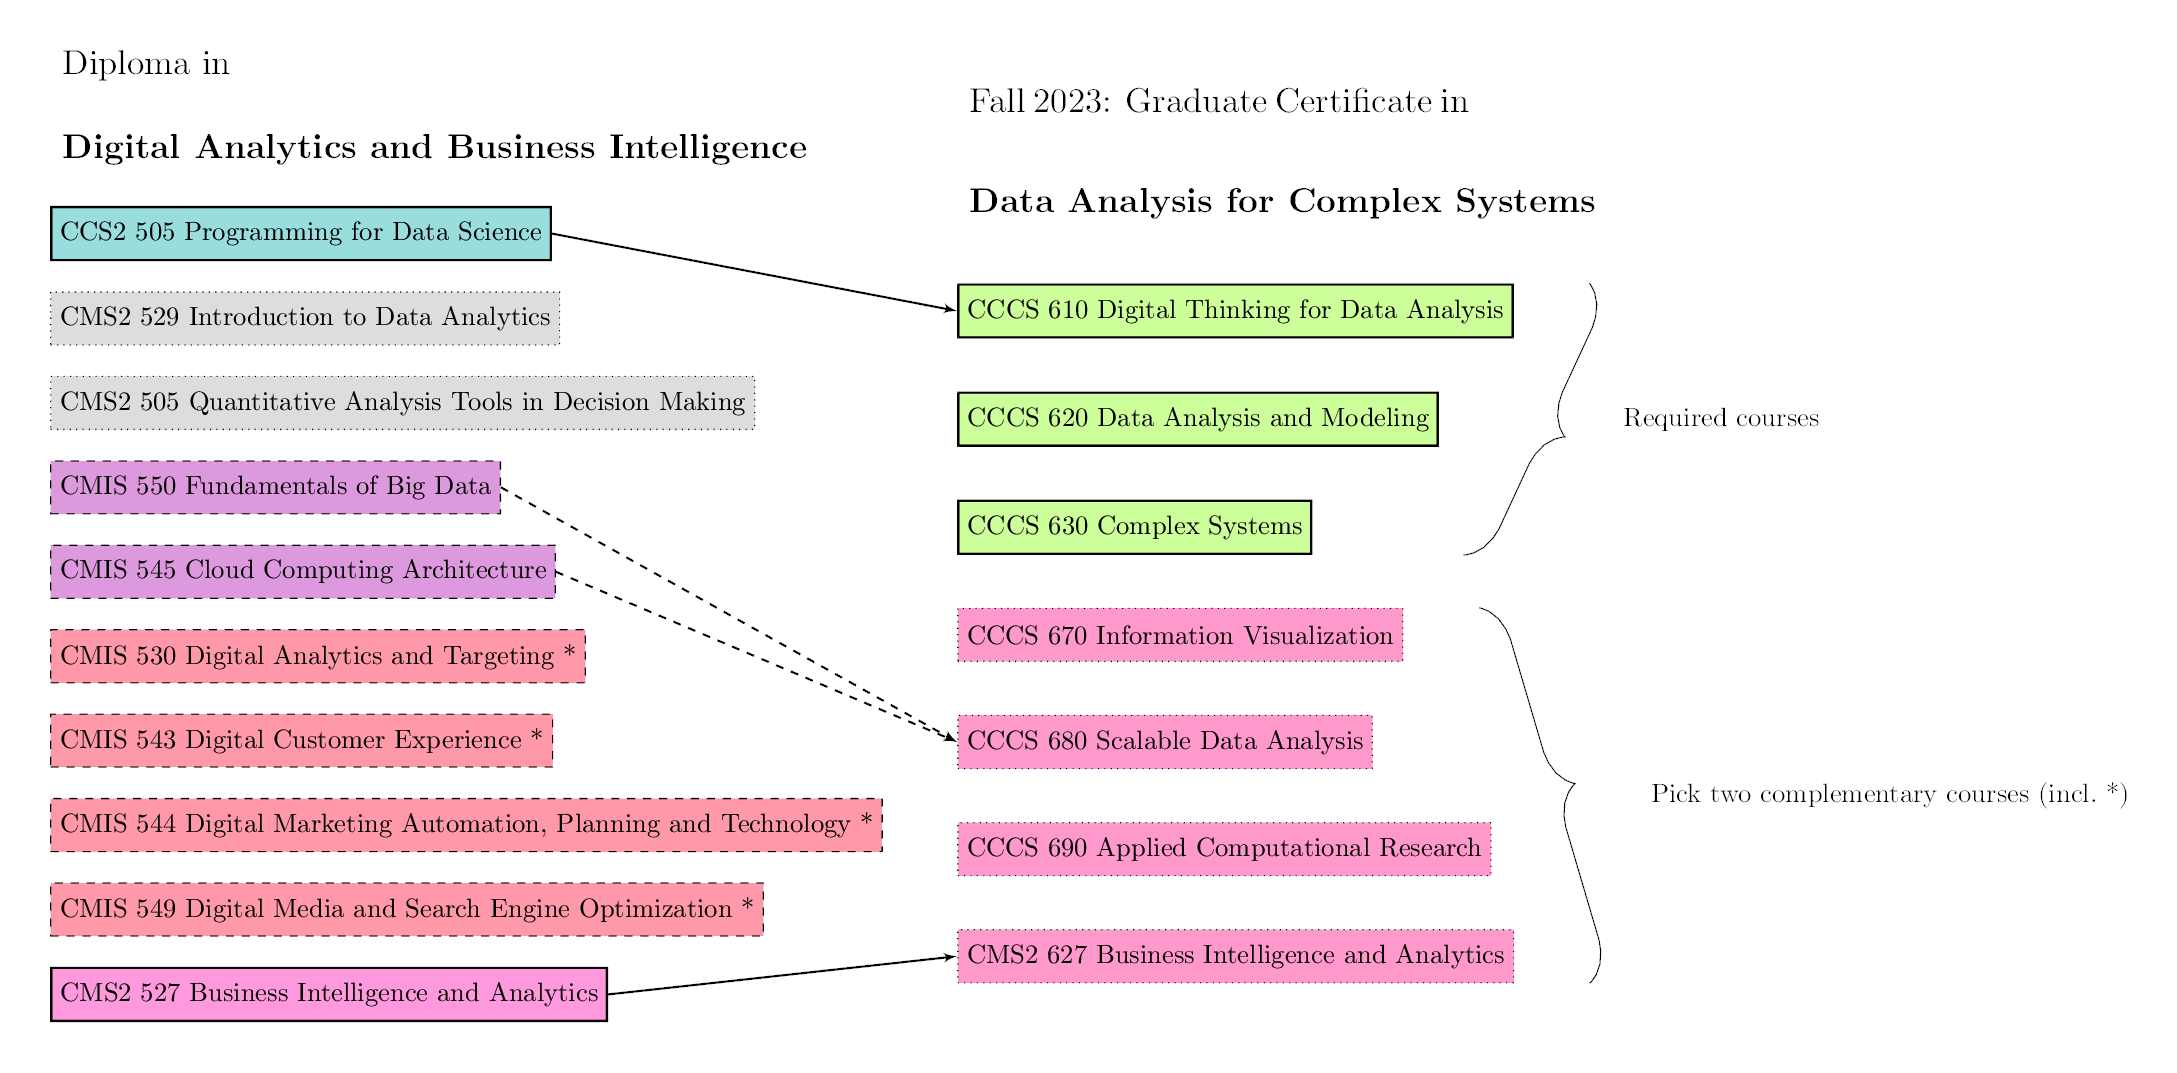 Diploma in
Digital Analytics and Business Intelligence
CCS2 505 Programming for Data Science
CMS2 529 Introduction to Data Analytics
CMS2 505 Quantitative Analysis Tools in Decision Making
CMIS 550 Fundamentals of Big Data
CMIS 545 Cloud Computing Architecture
CMIS 530 Digital Analytics and Targeting *
CMIS 543 Digital Customer Experience *
CMIS 544 Digital Marketing Automation, Planning and Technology *
CMIS 549 Digital Media and Search Engine Optimization *
CMS2 527 Business Intelligence and Analytics
Fall 2023: Graduate Certificate in
Data Analysis for Complex Systems
CCCS 610 Digital Thinking for Data Analysis
CCCS 620 Data Analysis and Modeling
CCCS 630 Complex Systems
CCCS 670 Information Visualization
CCCS 680 Scalable Data Analysis
CCCS 690 Applied Computational Research
CMS2 627 Business Intelligence and Analytics
Required courses
Pick two complementary courses (incl. *)